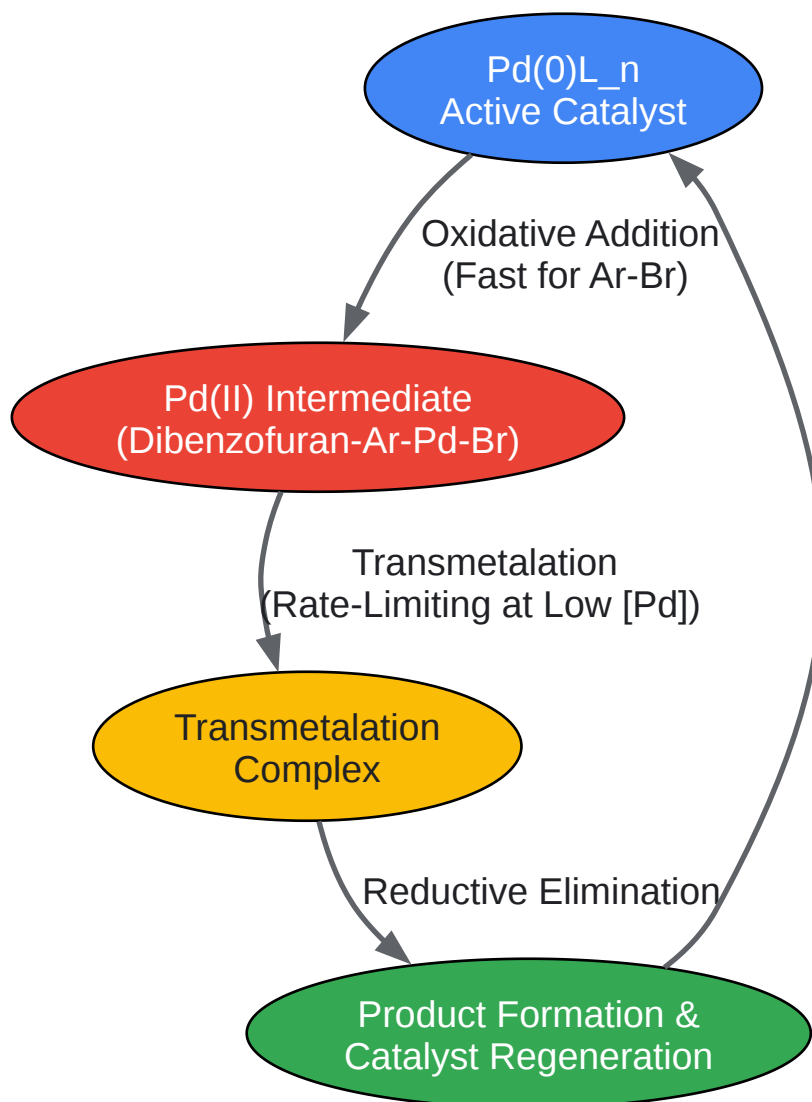 Pd(0)L_n
Active Catalyst
Oxidative Addition
(Fast for Ar-Br)
Pd(II) Intermediate
(Dibenzofuran-Ar-Pd-Br)
Transmetalation
(Rate-Limiting at Low [Pd])
Transmetalation
Complex
Reductive Elimination
Product Formation &
Catalyst Regeneration